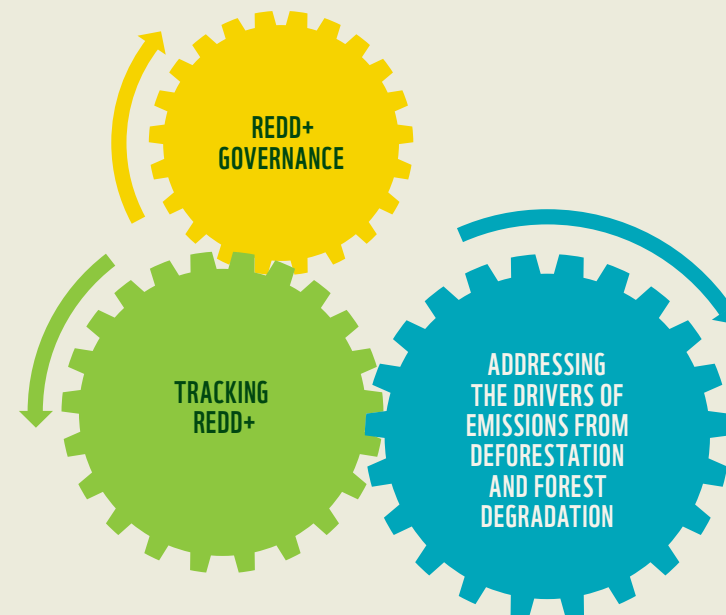 REDD+
GOVERNANCE
TRACKING
REDD+
ADDRESSING
THE DRIVERS OF
EMISSIONS FROM
DEFORESTATION
AND FOREST
DEGRADATION